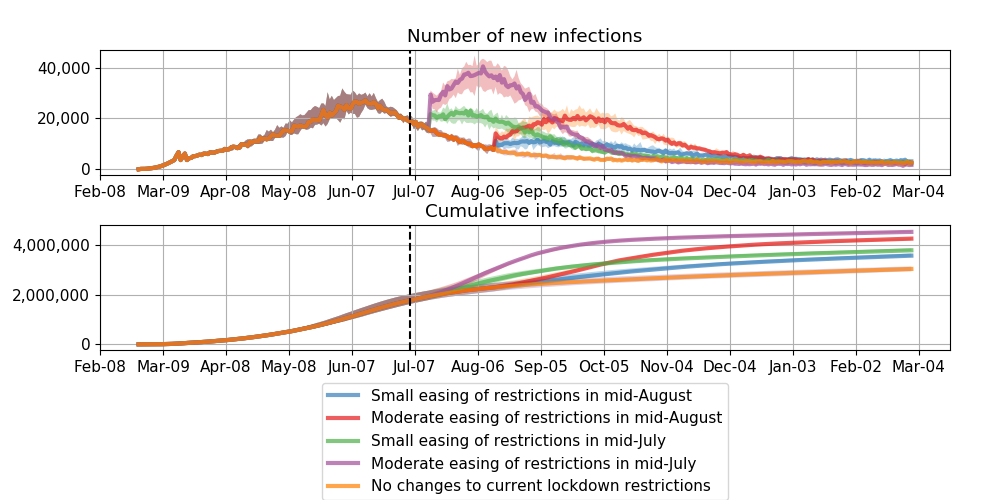 Number of new infections
40,000
20,000
0
Feb-08 Mar-09 Apr-08 May-08 Jun-07 Jul-07 Aug-06 Sep-05 Oct-05 Nov-04 Dec-04 Jan-03 Feb-02 Mar-04
Cumulative infections
4,000,000
2,000,000
0
Feb-08 Mar-09 Apr-08 May-08 Jun-07 Jul-07 Aug-06 Sep-05 Oct-05 Nov-04 Dec-04 Jan-03 Feb-02 Mar-04
Small easing of restrictions in mid-August
Moderate easing of restrictions in mid-August
Small easing of restrictions in mid-July
Moderate easing of restrictions in mid-July
No changes to current lockdown restrictions